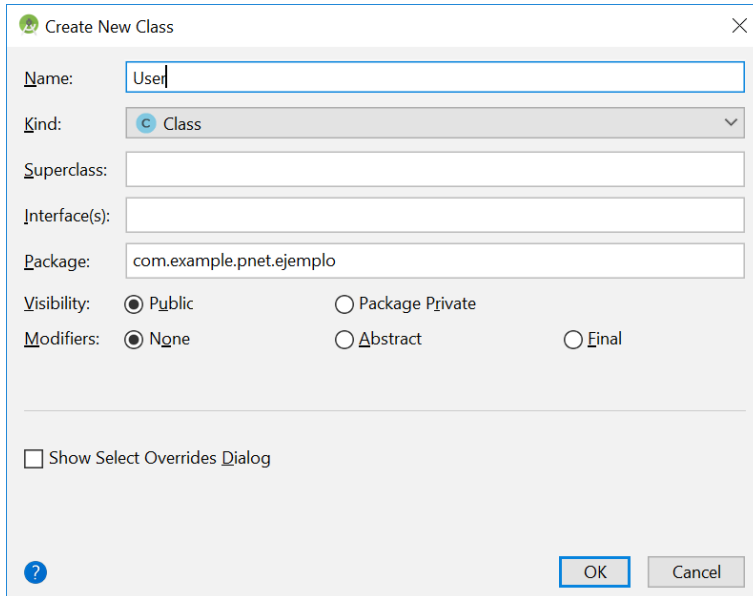 Create New Class
Name: User
Kind: C Class
Superclass:
Interface(s):
Package: com.example.pnet.ejemplo
Visibility: Public Package Private
Modifiers: None Abstract Final
Show Select Overrides Dialog
? OK Cancel